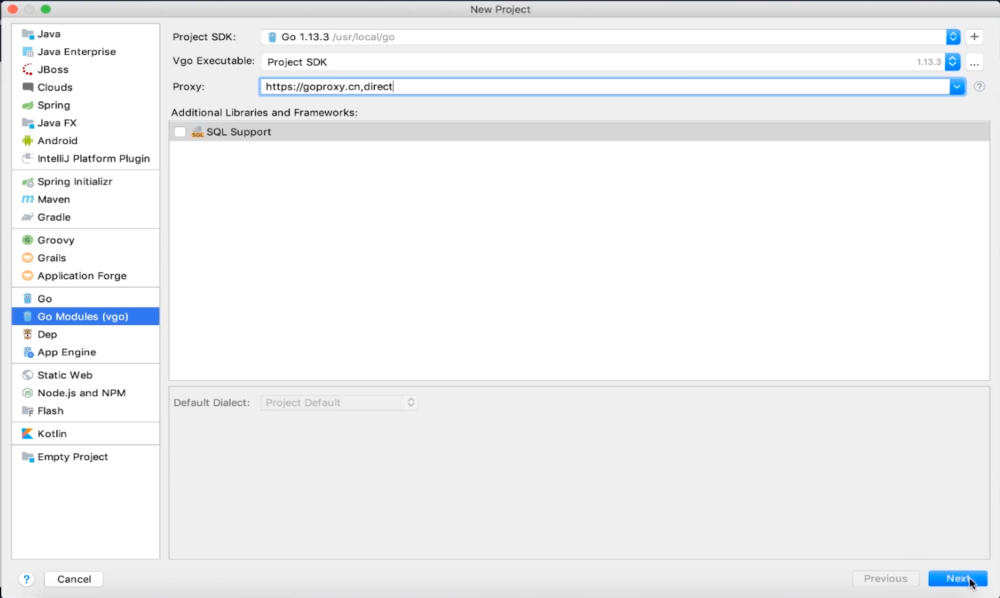 New Project
Java
Java Enterprise
JBoss
Clouds
Spring
Java FX
Android
IntelliJ Platform Plugin
Spring Initializr
Maven
Gradle
Groovy
Grails
Application Forge
Go
Go Modules (vgo)
Dep
App Engine
Static Web
Node.js and NPM
Flash
Kotlin
Empty Project
Project SDK: Go 1.13.3 /usr/local/go
Vgo Executable: Project SDK 1.13.3 ...
Proxy: https://goproxy.cn,direct ?
Additional Libraries and Frameworks:
SQL SQL Support
Default Dialect: Project Default
? Cancel Previous Next